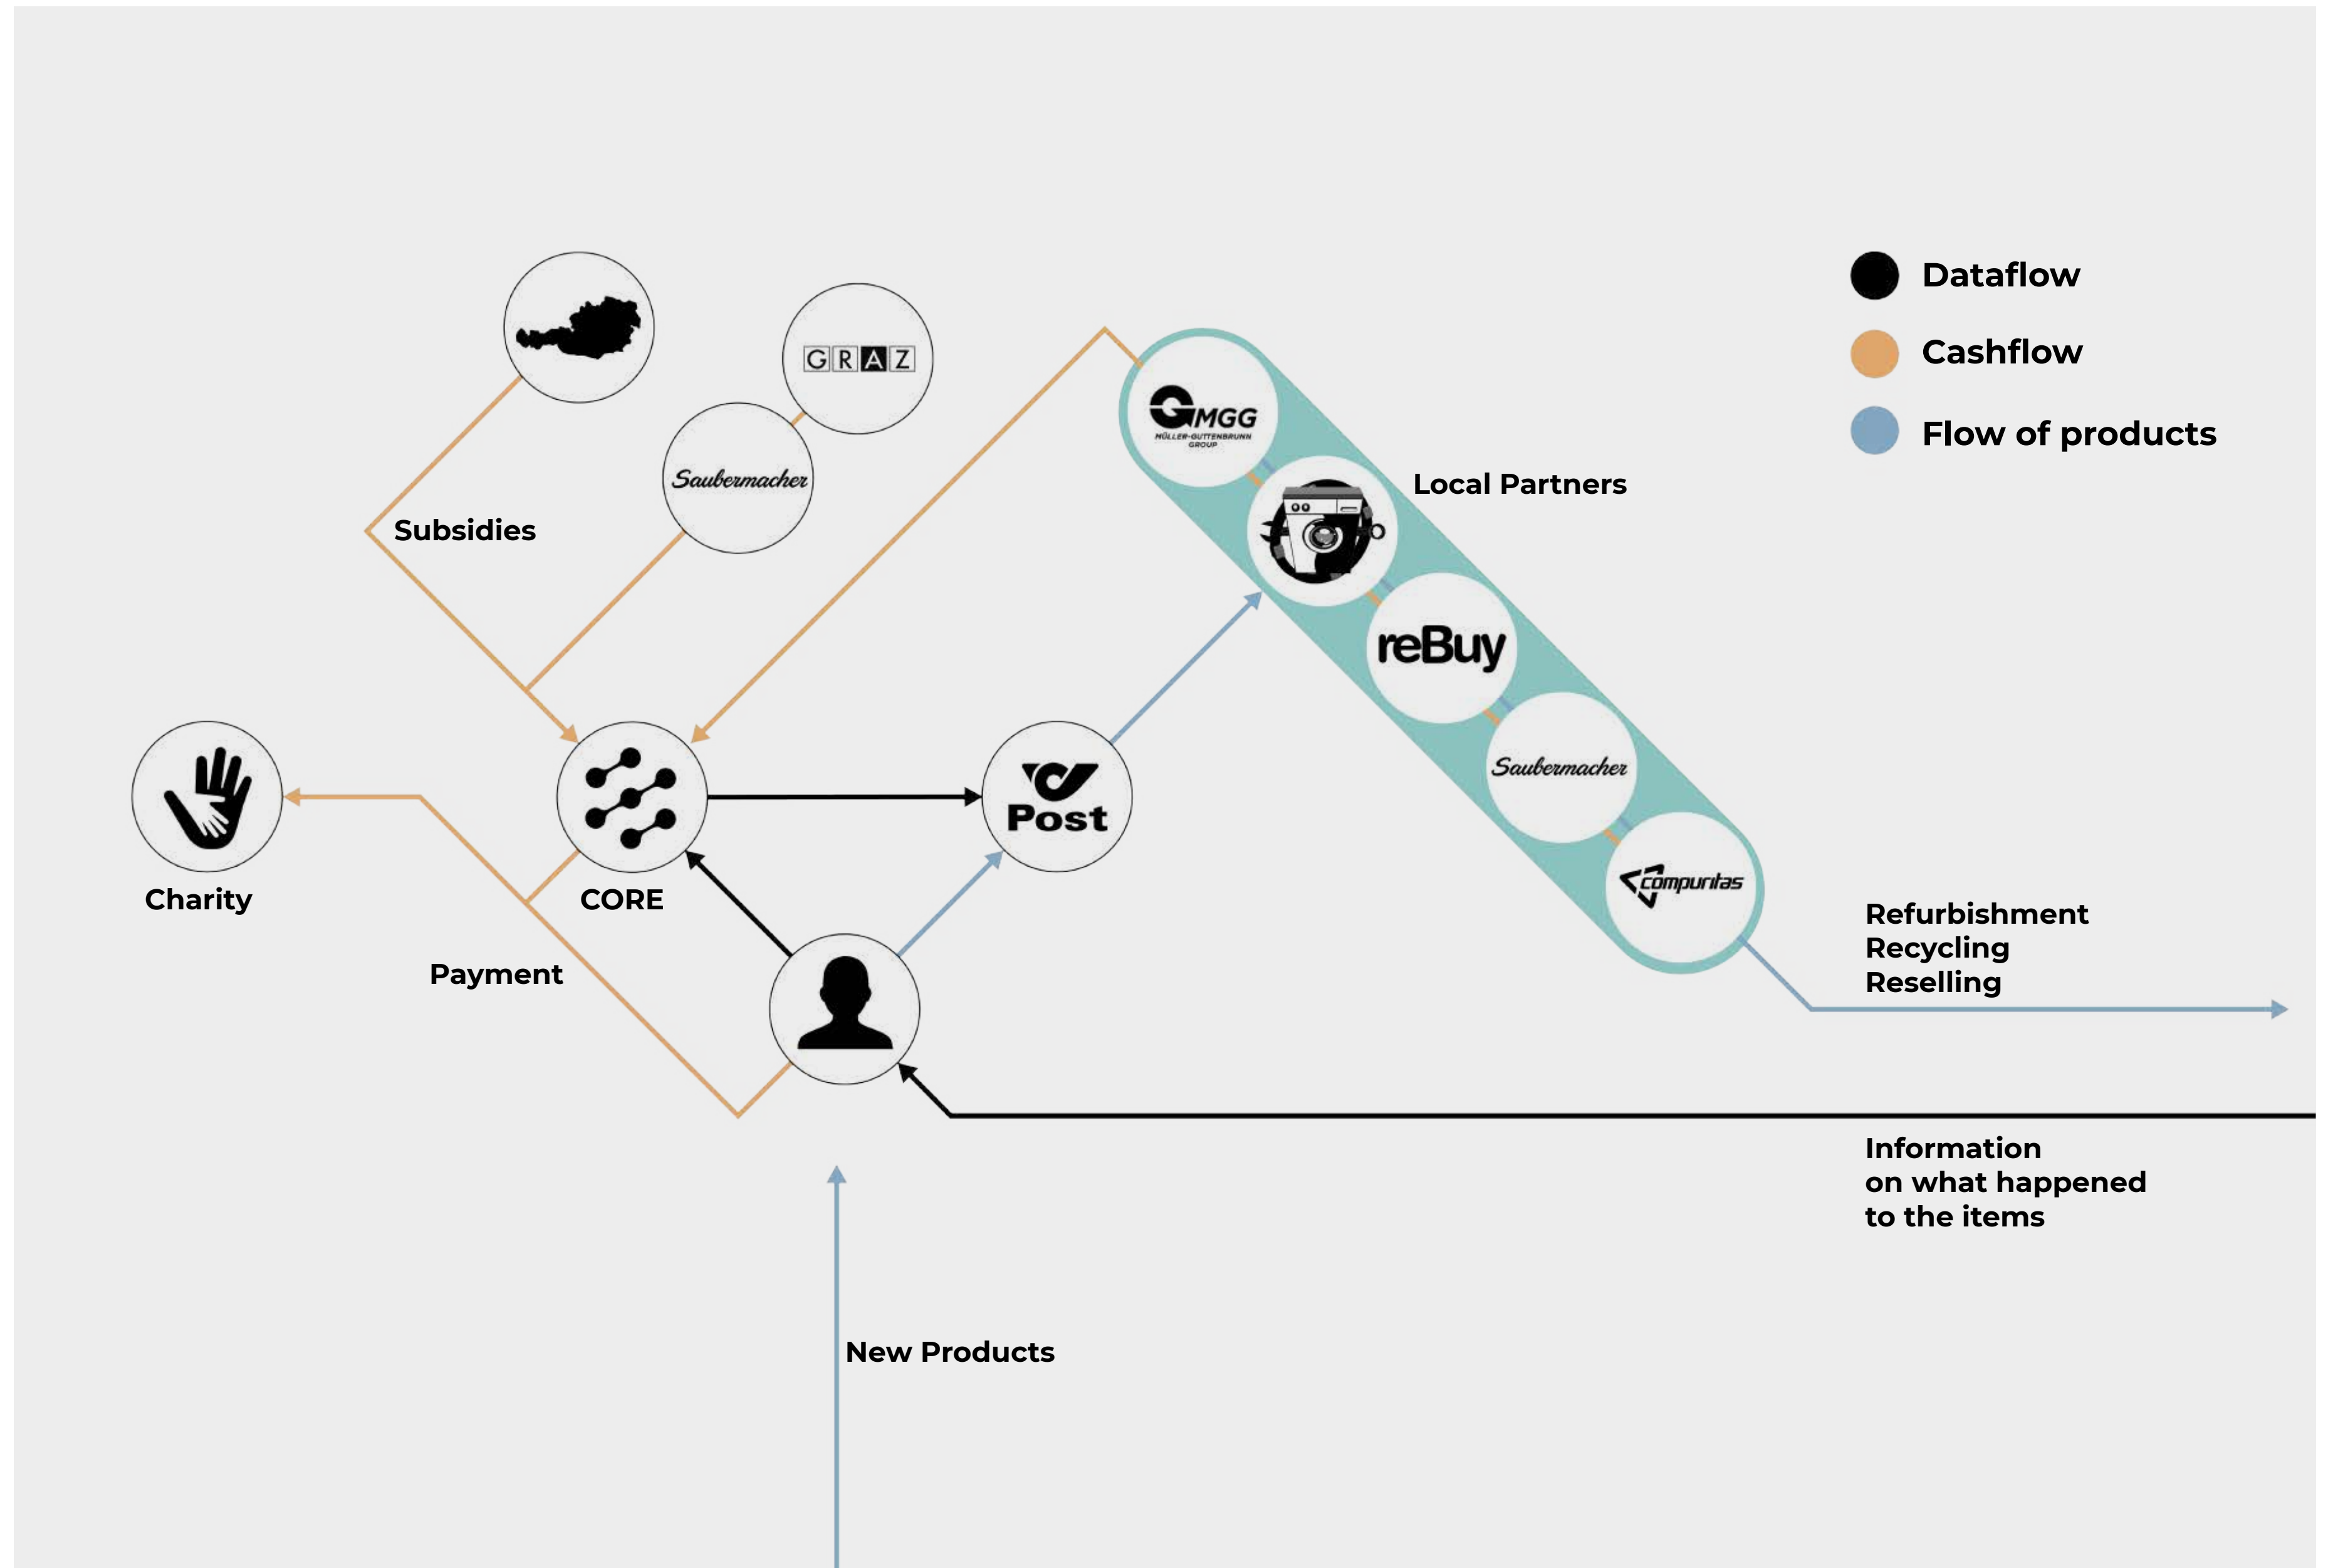 Dataflow
Cashflow
Flow of products
GRAZ
Saubermacher
Subsidies
MGG
MÜLLER-GUTTENBRUNN
GROUP
Local Partners
reBuy
Saubermacher
compuritas
Post
Charity
CORE
Payment
Refurbishment
Recycling
Reselling
Information
on what happened
to the items
New Products